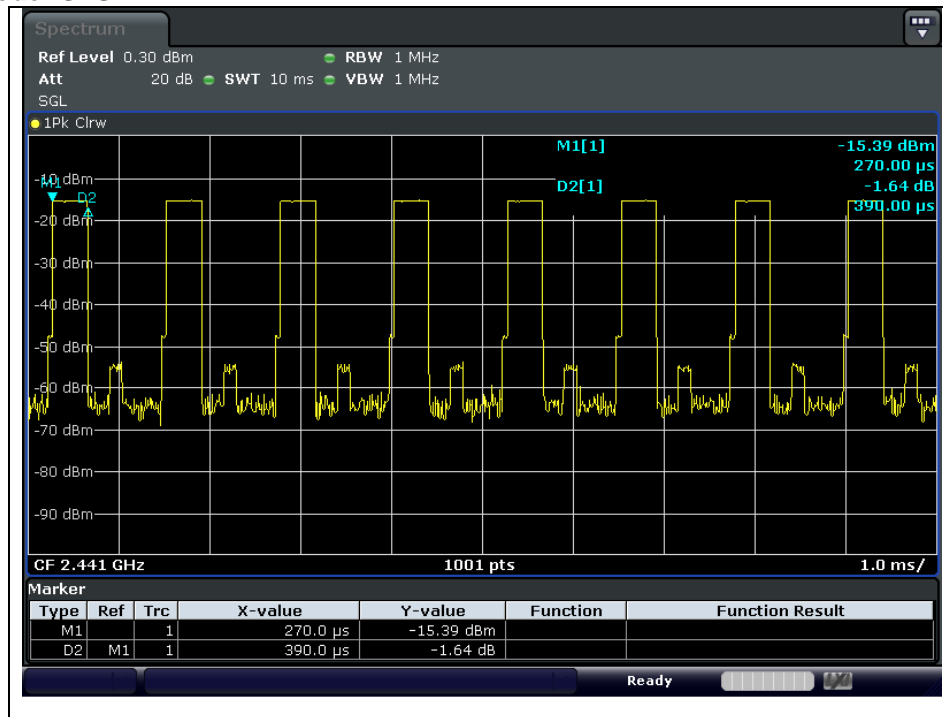 Spectrum
Ref Level 0.30 dBm RBW 1 MHz
Att 20 dB SWT 10 ms VBW 1 MHz
SGL
1Pk Clrw
M1[1] -15.39 dBm
270.00 µs
D2[1] -1.64 dB
390.00 µs
-10 dBm
M1
D2
-20 dBm
-30 dBm
-40 dBm
-50 dBm
-60 dBm
-70 dBm
-80 dBm
-90 dBm
CF 2.441 GHz 1001 pts 1.0 ms/
Marker
Type Ref Trc X-value Y-value Function Function Result
M1 1 270.0 µs -15.39 dBm
D2 M1 1 390.0 µs -1.64 dB
Ready